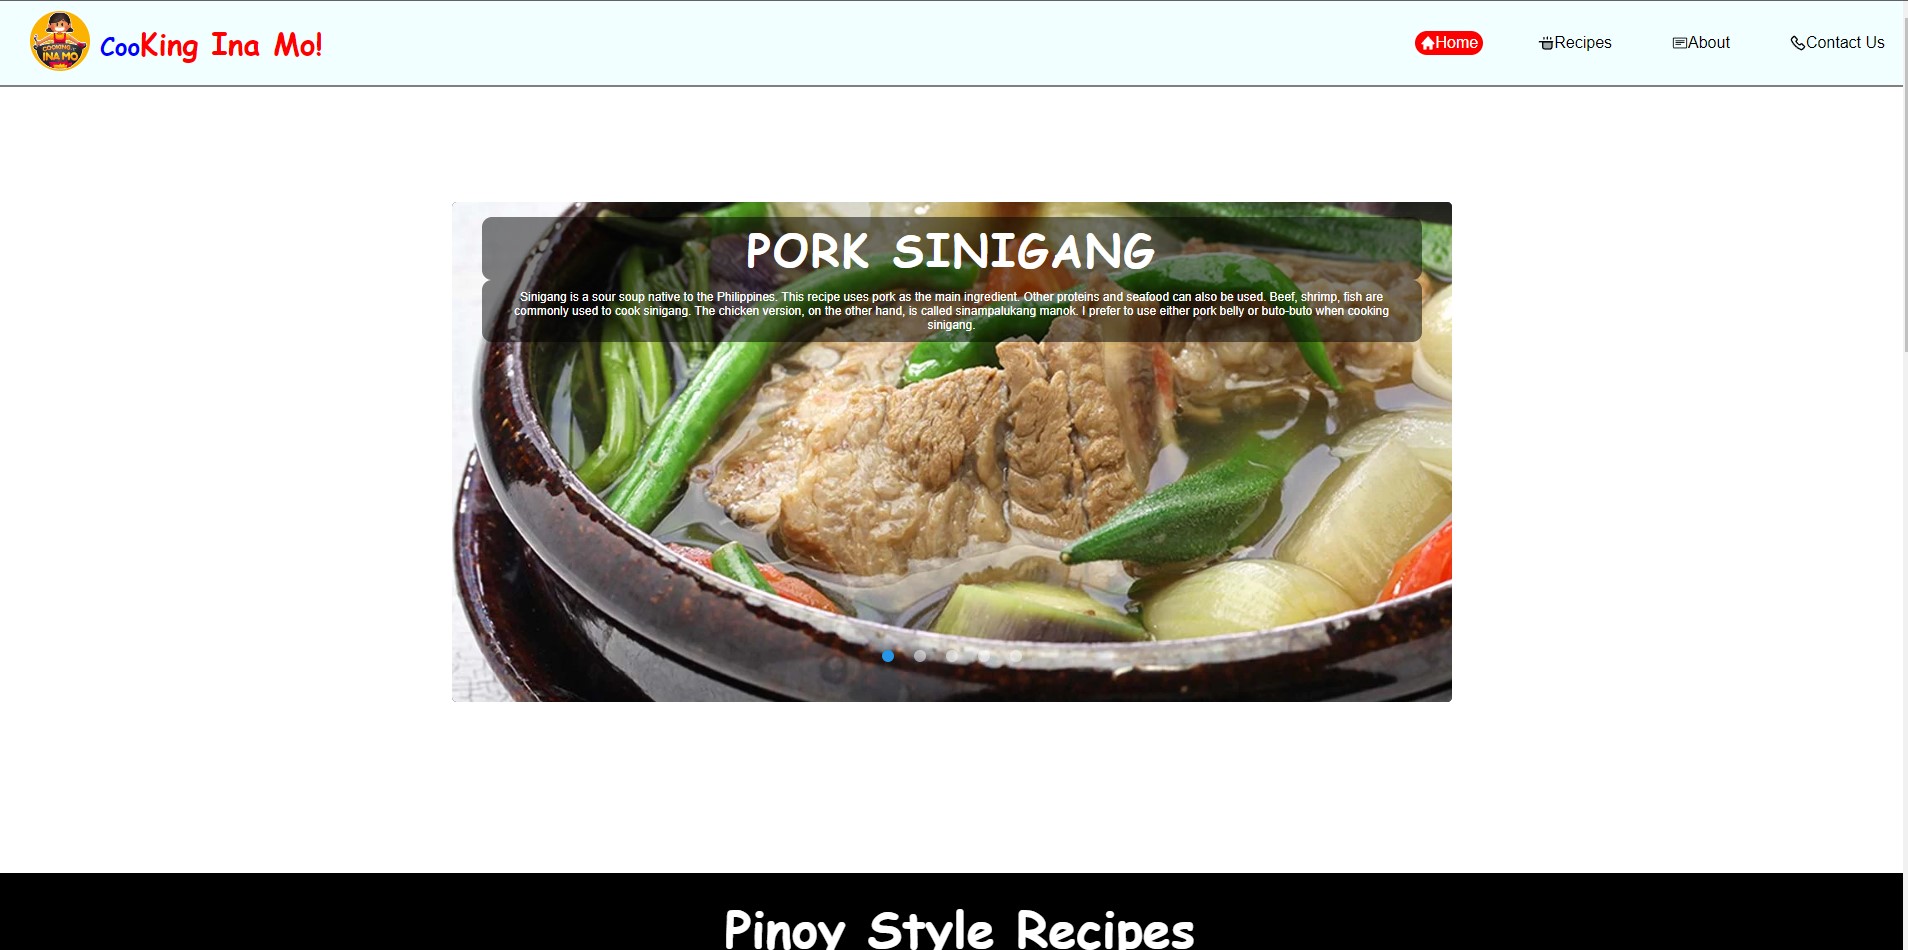 COOKING
INA MO
CooKing Ina Mo!
Home
Recipes
About
Contact Us
PORK SINIGANG
Sinigang is a sour soup native to the Philippines. This recipe uses pork as the main ingredient. Other proteins and seafood can also be used. Beef, shrimp, fish are
commonly used to cook sinigang. The chicken version, on the other hand, is called sinampalukang manok. I prefer to use either pork belly or buto-buto when cooking
sinigang.
Pinoy Style Recipes